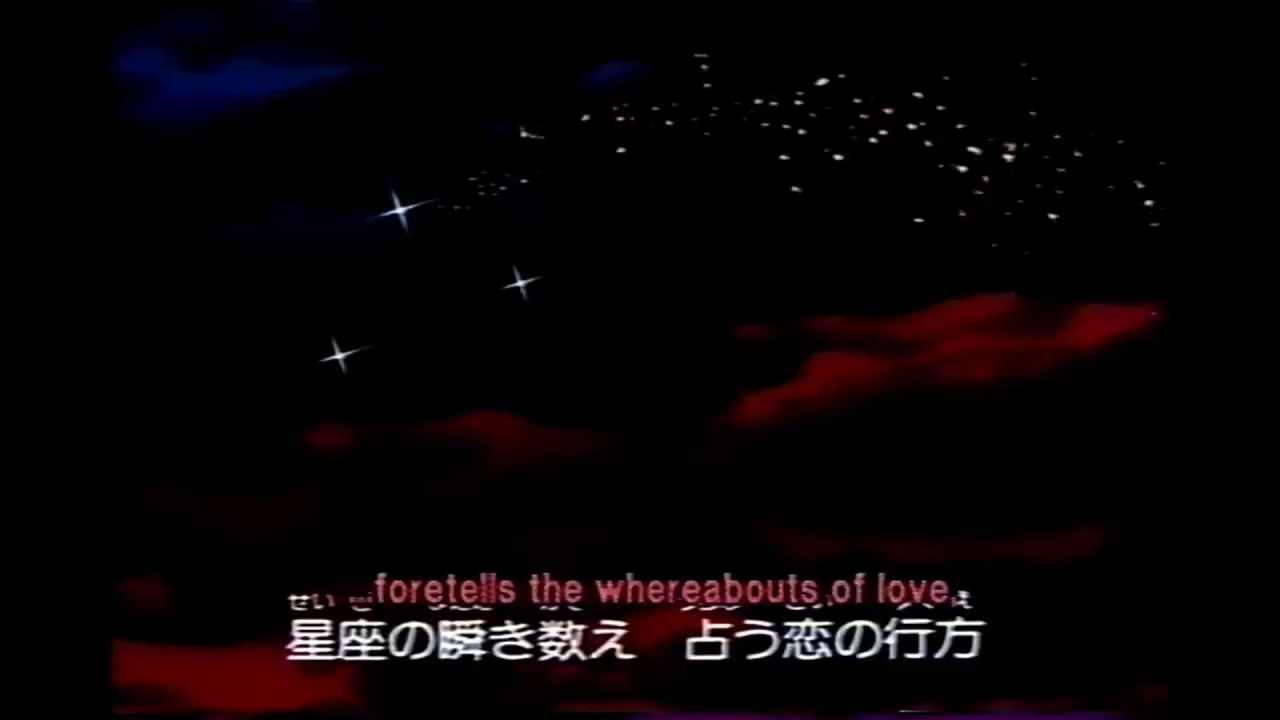 ...foretells the whereabouts of love.
星座の瞬き数え 占う恋の行方